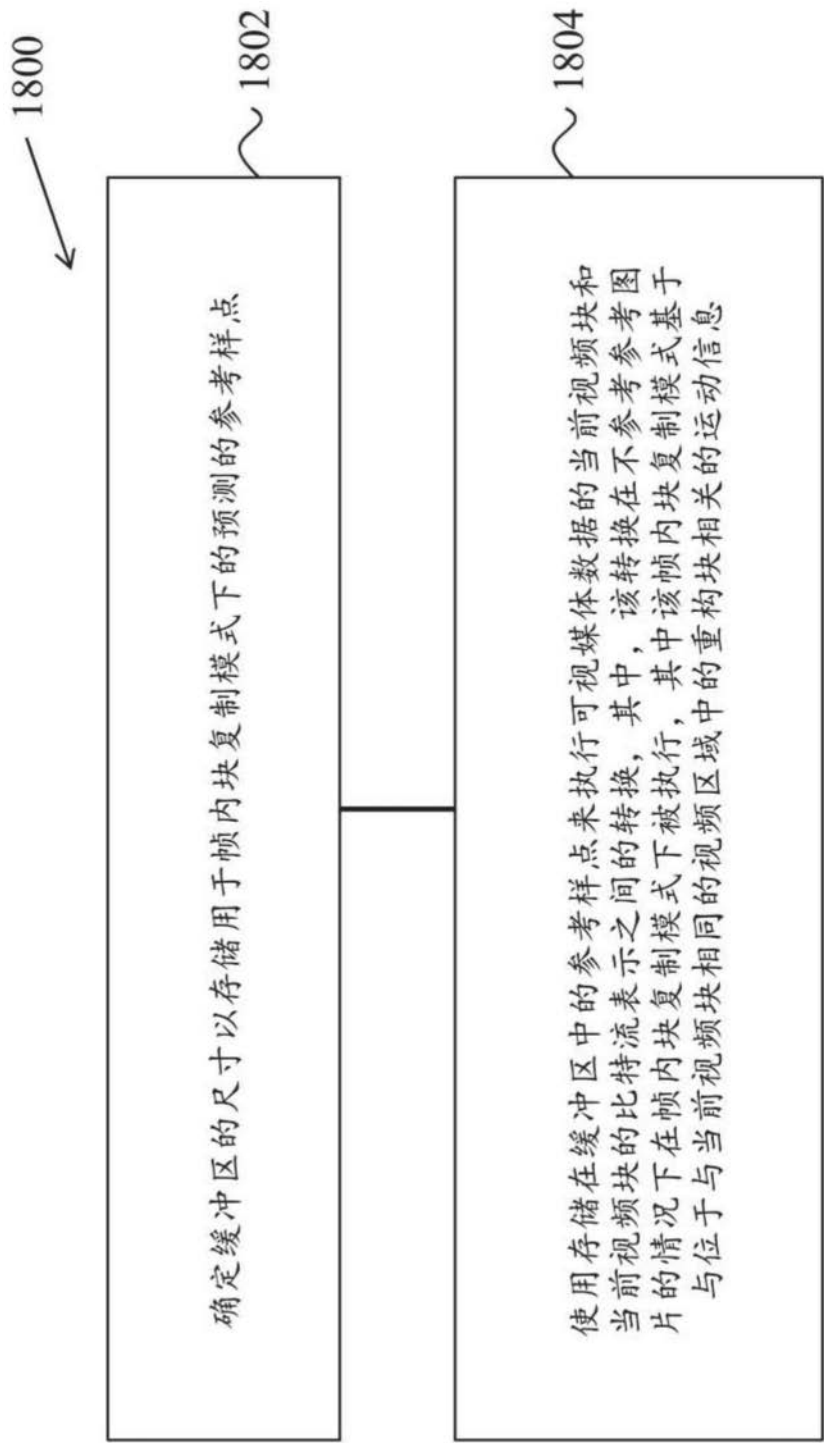 1800
1802
确定缓冲区的尺寸以存储用于帧内块复制模式下的预测的参考样点
1804
使用存储在缓冲区中的参考样点来执行可视媒体数据的当前视频块和
当前视频块的比特流表示之间的转换，其中，该转换在不参考参考图
片的情况下在帧内块复制模式下被执行，其中该帧内块复制模式基于
与位于与当前视频块相同的视频区域中的重构块相关的运动信息